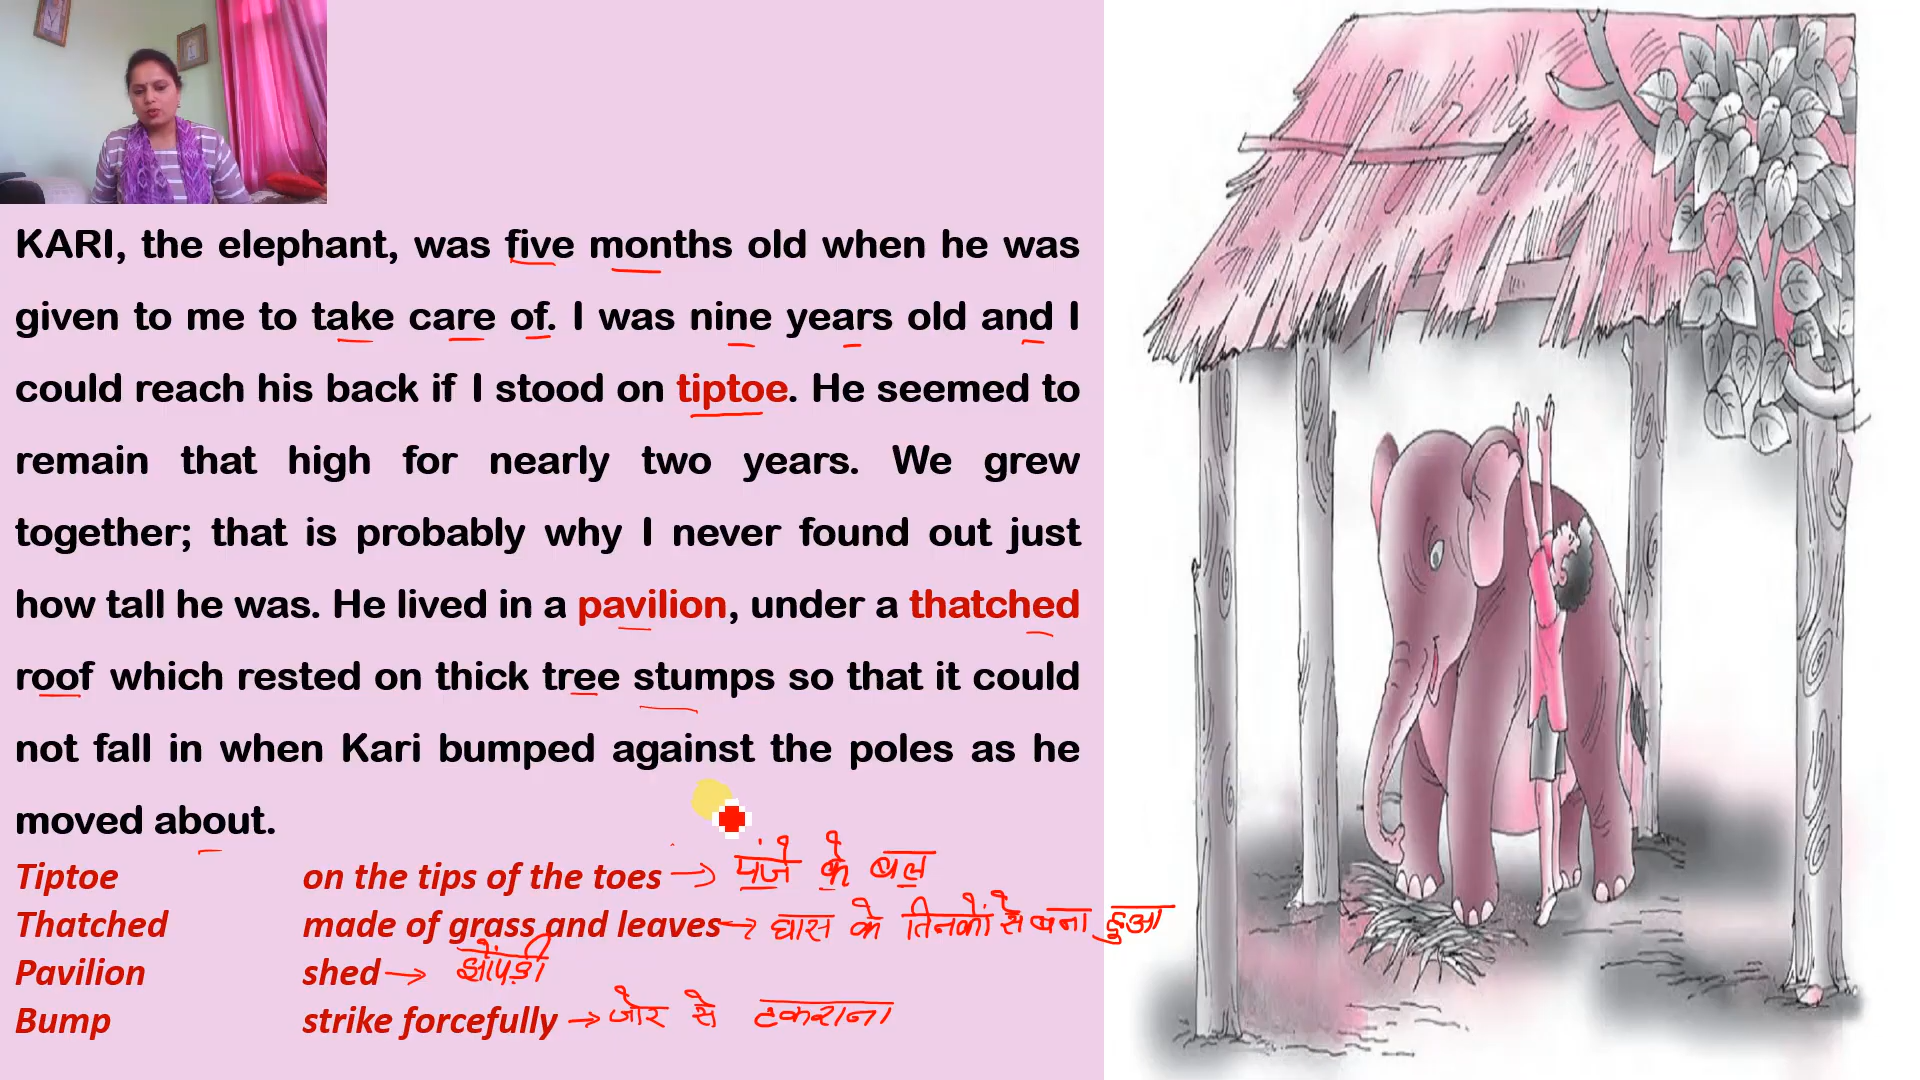 KARI, the elephant, was five months old when he was
given to me to take care of. I was nine years old and I
could reach his back if I stood on tiptoe. He seemed to
remain that high for nearly two years. We grew
together; that is probably why I never found out just
how tall he was. He lived in a pavilion, under a thatched
roof which rested on thick tree stumps so that it could
not fall in when Kari bumped against the poles as he
moved about.
Tiptoe on the tips of the toes → पंजे के बल
Thatched made of grass and leaves → घास के तिनकों से बना हुआ
Pavilion shed → झोंपड़ी
Bump strike forcefully → जोर से टकराना